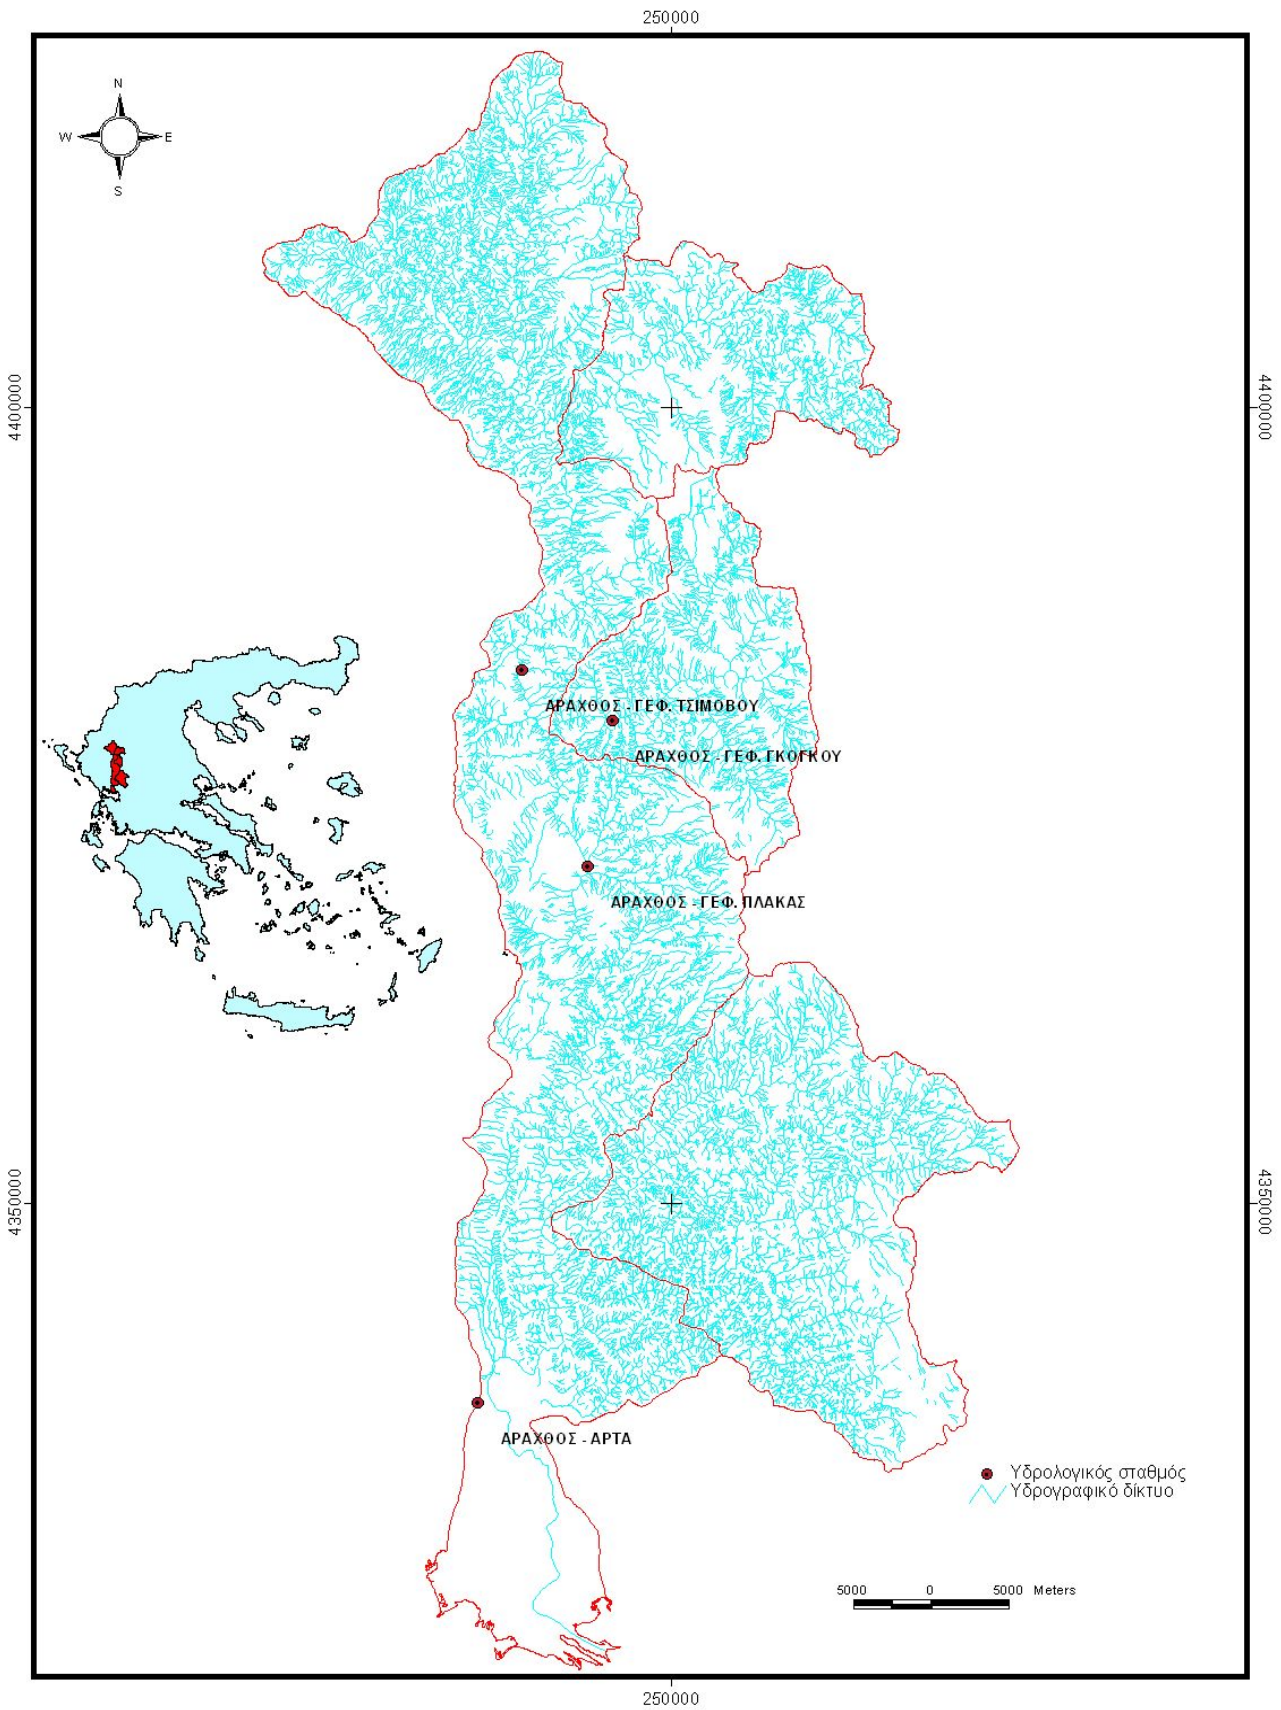 250000
N
W E
S
4400000
4400000
ΑΡΑΧΘΟΣ - ΓΕΦ. ΤΣΙΜΟΒΟΥ
ΑΡΑΧΘΟΣ - ΓΕΦ. ΓΚΟΓΚΟΥ
ΑΡΑΧΘΟΣ - ΓΕΦ. ΠΛΑΚΑΣ
4350000
4350000
ΑΡΑΧΘΟΣ - ΑΡΤΑ
Υδρολογικός σταθμός
Υδρογραφικό δίκτυο
5000 0 5000 Meters
250000